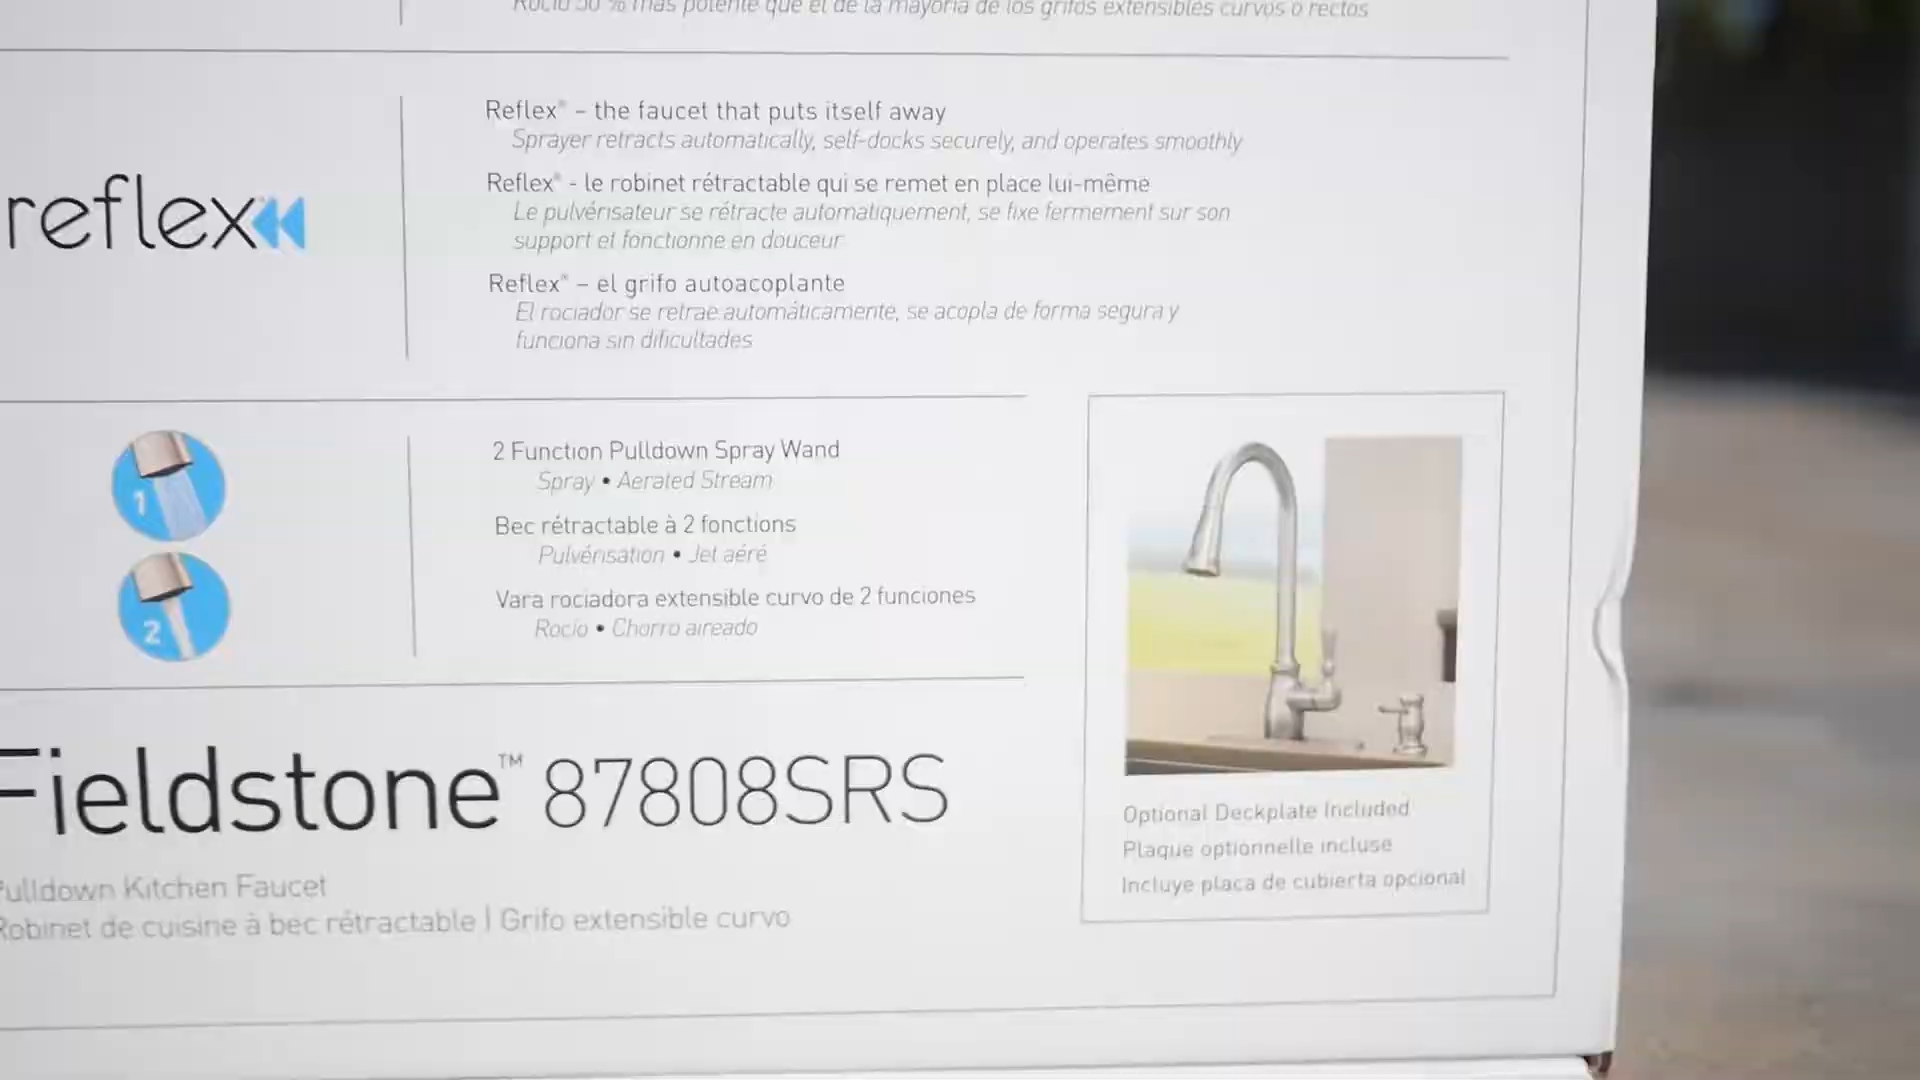 Rocío 50 % más potente que el de la mayoría de los grifos extensibles curvos o rectos
reflex
Reflex® – the faucet that puts itself away
Sprayer retracts automatically, self-docks securely, and operates smoothly
Reflex® - le robinet rétractable qui se remet en place lui-même
Le pulvérisateur se rétracte automatiquement, se fixe fermement sur son
support et fonctionne en douceur
Reflex® – el grifo autoacoplante
El rociador se retrae automáticamente, se acopla de forma segura y
funciona sin dificultades
1
2
2 Function Pulldown Spray Wand
Spray • Aerated Stream
Bec rétractable à 2 fonctions
Pulvérisation • Jet aéré
Vara rociadora extensible curvo de 2 funciones
Rocío • Chorro aireado
Fieldstone™ 87808SRS
Pulldown Kitchen Faucet
Robinet de cuisine à bec rétractable | Grifo extensible curvo
Optional Deckplate Included
Plaque optionnelle incluse
Incluye placa de cubierta opcional